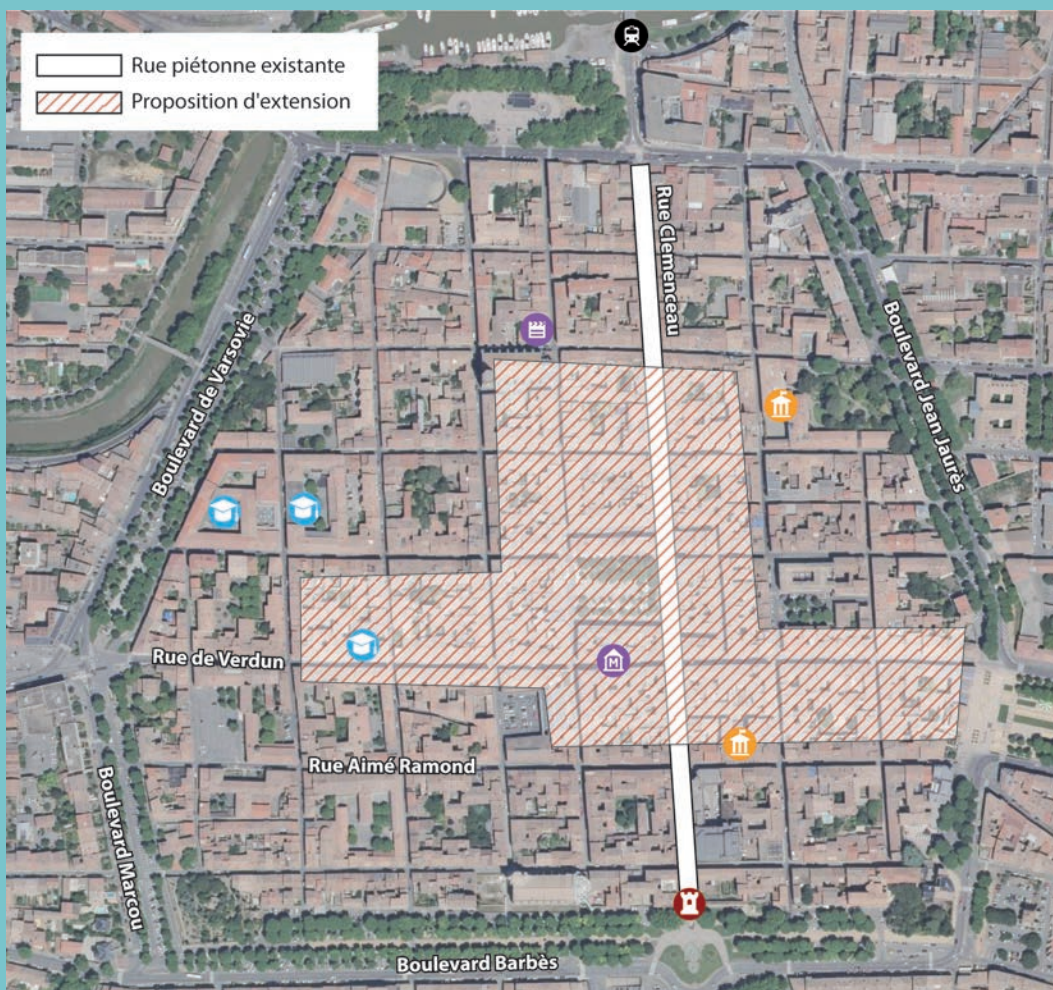 Rue piétonne existante
Proposition d'extension
Rue Clemenceau
Boulevard de Varsovie
Boulevard Jean Jaurès
M
Rue de Verdun
Rue Aimé Ramond
Boulevard Marcou
Boulevard Barbès